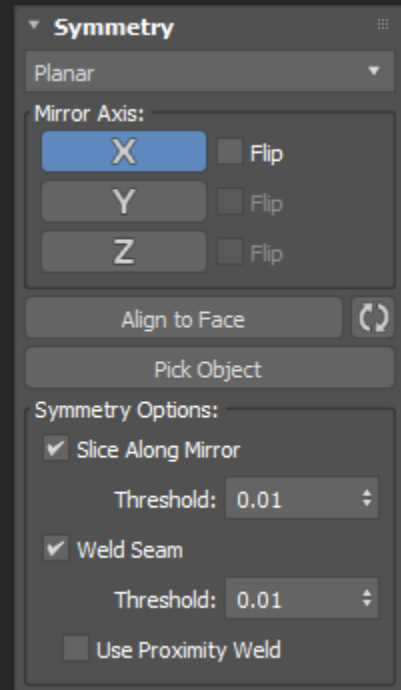 Symmetry
Planar
Mirror Axis:
X Flip
Y Flip
Z Flip
Align to Face
Pick Object
Symmetry Options:
Slice Along Mirror
Threshold: 0.01
Weld Seam
Threshold: 0.01
Use Proximity Weld